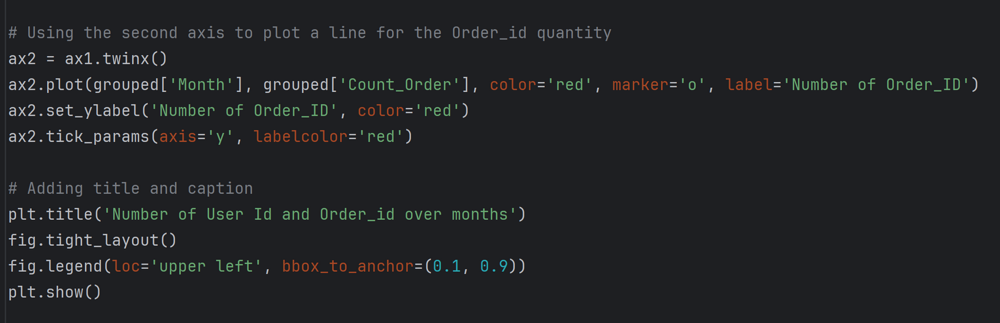 # Using the second axis to plot a line for the Order_id quantity
ax2 = ax1.twinx()
ax2.plot(grouped['Month'], grouped['Count_Order'], color='red', marker='o', label='Number of Order_ID')
ax2.set_ylabel('Number of Order_ID', color='red')
ax2.tick_params(axis='y', labelcolor='red')
# Adding title and caption
plt.title('Number of User Id and Order_id over months')
fig.tight_layout()
fig.legend(loc='upper left', bbox_to_anchor=(0.1, 0.9))
plt.show()